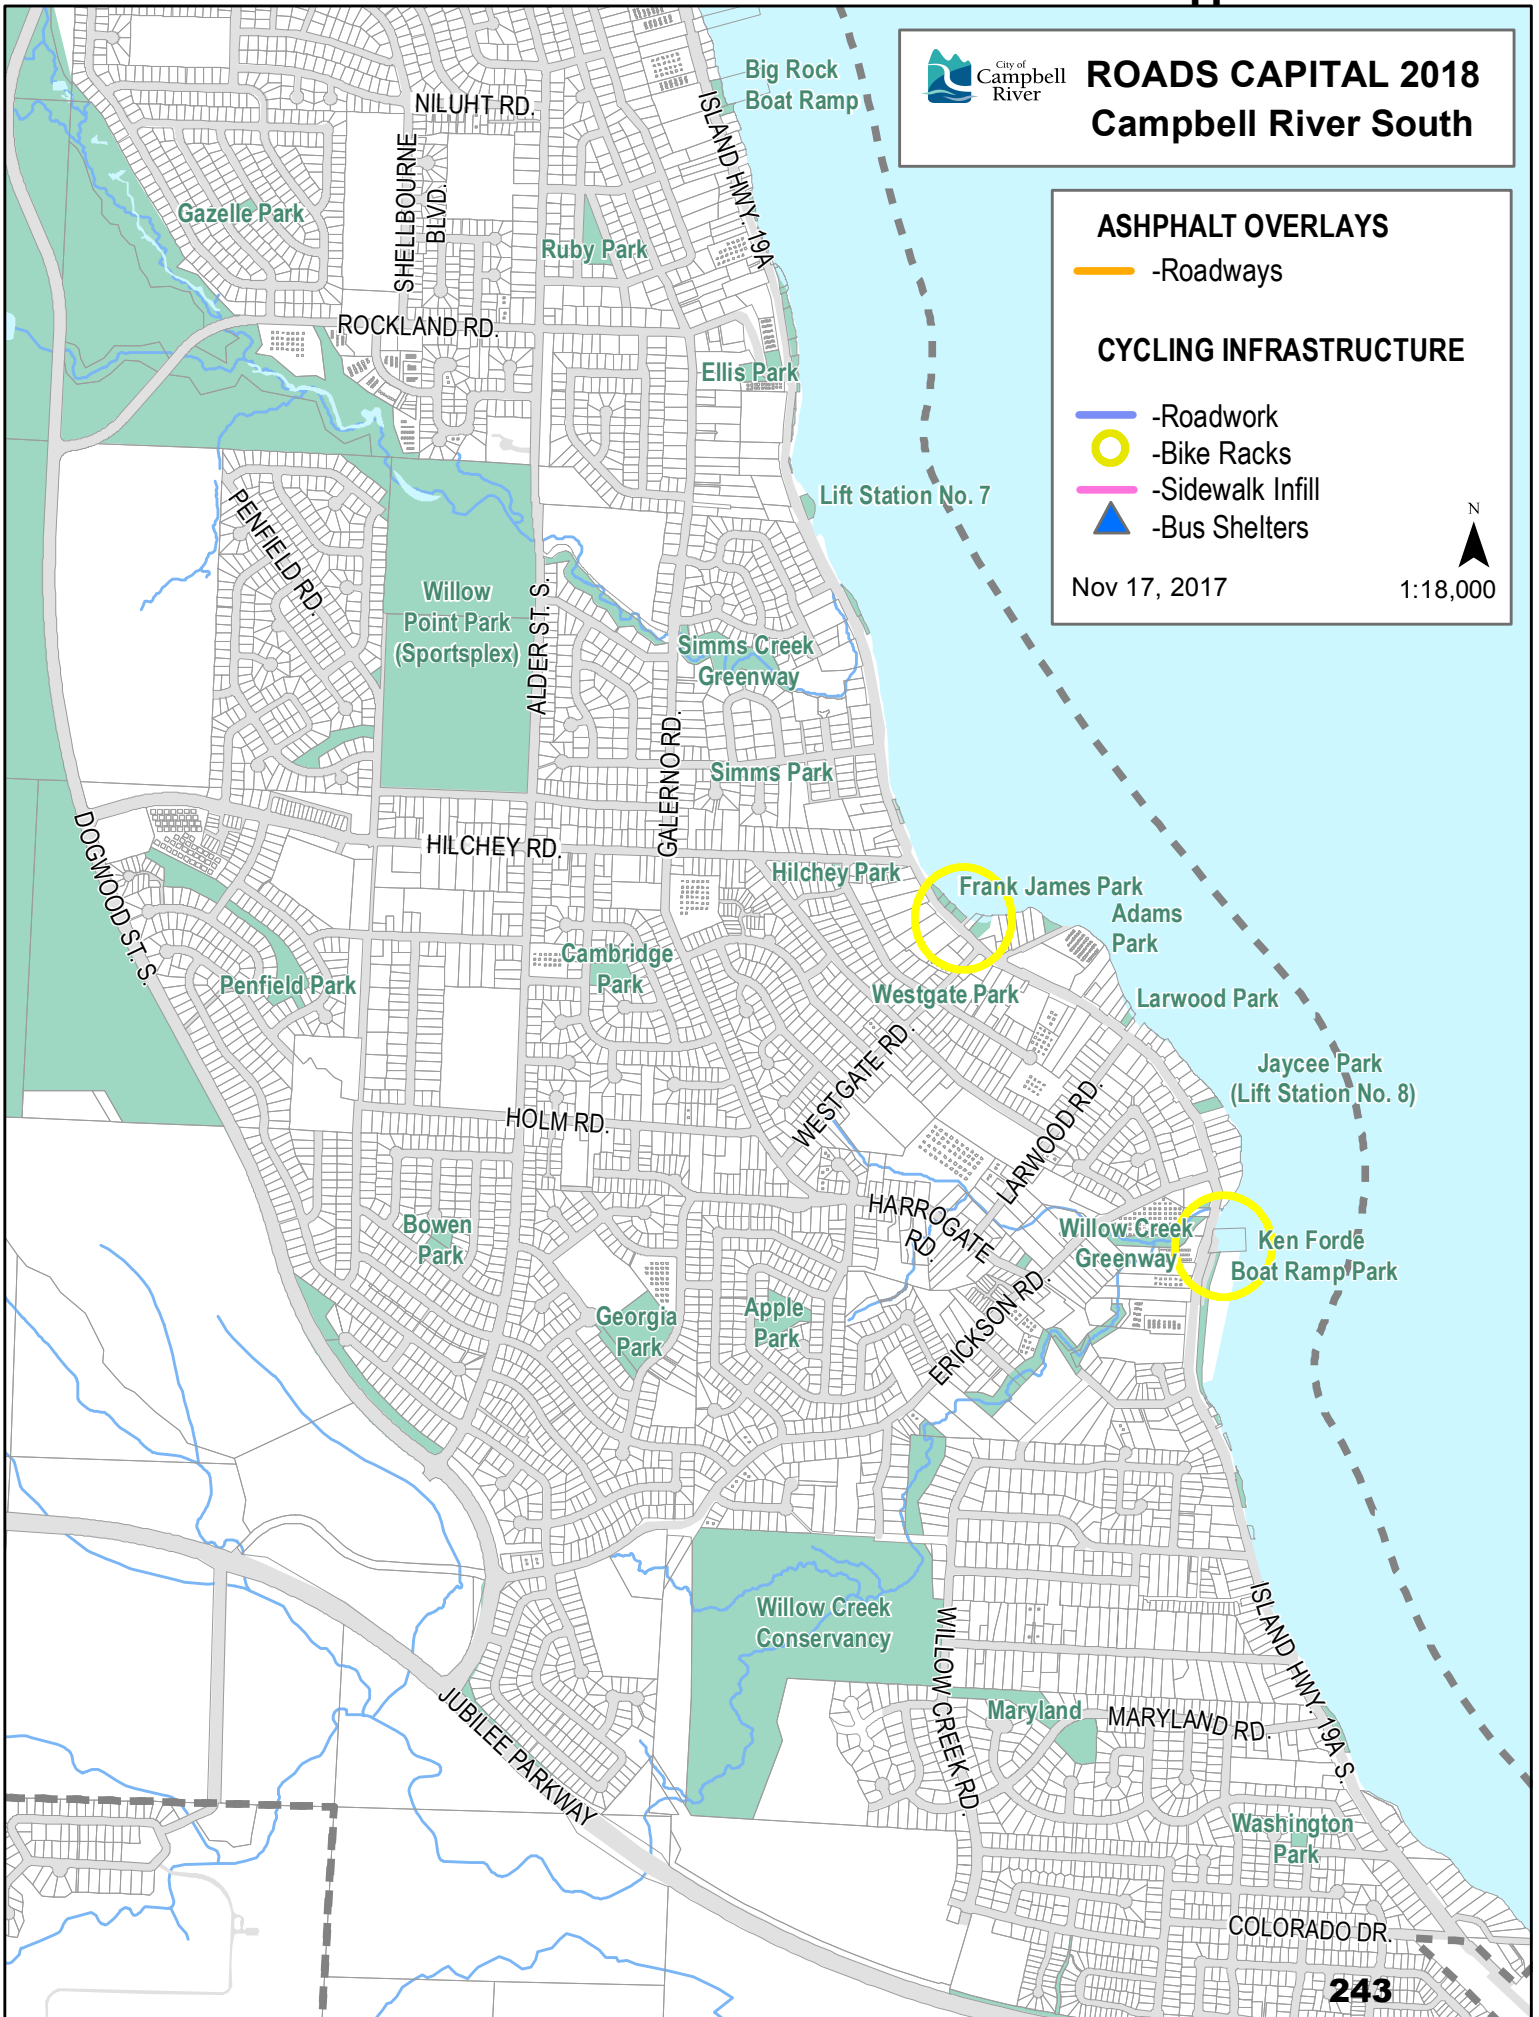 City of
Campbell
River
ROADS CAPITAL 2018
Campbell River South
ASHPHALT OVERLAYS
-Roadways
CYCLING INFRASTRUCTURE
-Roadwork
-Bike Racks
-Sidewalk Infill
-Bus Shelters
N
Nov 17, 2017
1:18,000
Big Rock
Boat Ramp
NILUHT RD.
ISLAND HWY. 19A
SHELLBOURNE
BLVD.
Gazelle Park
Ruby Park
ROCKLAND RD.
Ellis Park
Lift Station No. 7
PENFIELD RD.
Willow
Point Park
(Sportsplex)
ALDER ST. S.
Simms Creek
Greenway
GALERNO RD.
Simms Park
DOGWOOD ST. S.
HILCHEY RD.
Hilchey Park
Frank James Park
Adams
Park
Cambridge
Park
Penfield Park
Westgate Park
Larwood Park
WESTGATE RD.
Jaycee Park
(Lift Station No. 8)
LARWOOD RD.
HOLM RD.
HARROGATE
RD.
Bowen
Park
Willow Creek
Greenway
Ken Forde
Boat Ramp Park
Georgia
Park
Apple
Park
ERICKSON RD.
Willow Creek
Conservancy
WILLOW CREEK RD.
ISLAND HWY. 19A S.
JUBILEE PARKWAY
Maryland
MARYLAND RD.
Washington
Park
COLORADO DR.
243